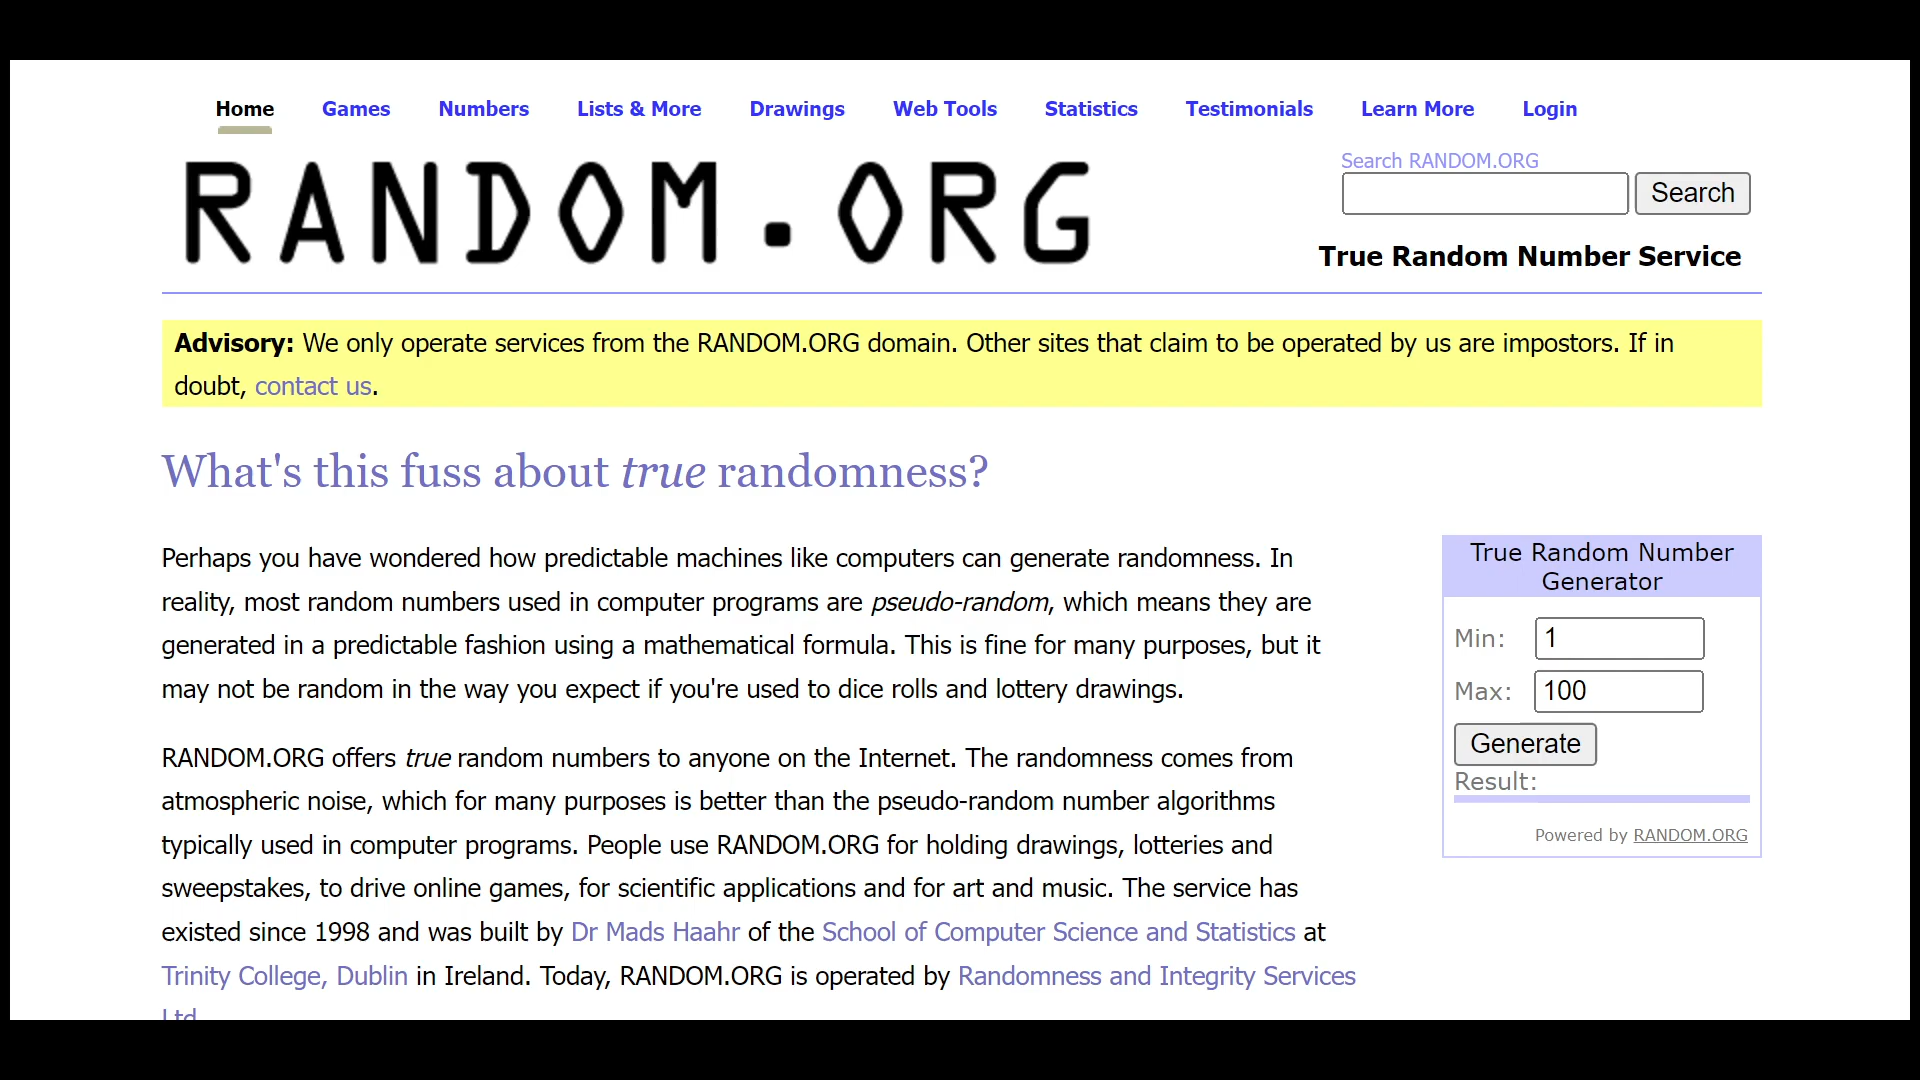 Home Games Numbers Lists & More Drawings Web Tools Statistics Testimonials Learn More Login
RANDOM.ORG
Search RANDOM.ORG
Search
True Random Number Service
Advisory: We only operate services from the RANDOM.ORG domain. Other sites that claim to be operated by us are impostors. If in
doubt, contact us.
What's this fuss about true randomness?
Perhaps you have wondered how predictable machines like computers can generate randomness. In
reality, most random numbers used in computer programs are pseudo-random, which means they are
generated in a predictable fashion using a mathematical formula. This is fine for many purposes, but it
may not be random in the way you expect if you're used to dice rolls and lottery drawings.
RANDOM.ORG offers true random numbers to anyone on the Internet. The randomness comes from
atmospheric noise, which for many purposes is better than the pseudo-random number algorithms
typically used in computer programs. People use RANDOM.ORG for holding drawings, lotteries and
sweepstakes, to drive online games, for scientific applications and for art and music. The service has
existed since 1998 and was built by Dr Mads Haahr of the School of Computer Science and Statistics at
Trinity College, Dublin in Ireland. Today, RANDOM.ORG is operated by Randomness and Integrity Services
Ltd
True Random Number
Generator
Min: 1
Max: 100
Generate
Result:
Powered by RANDOM.ORG